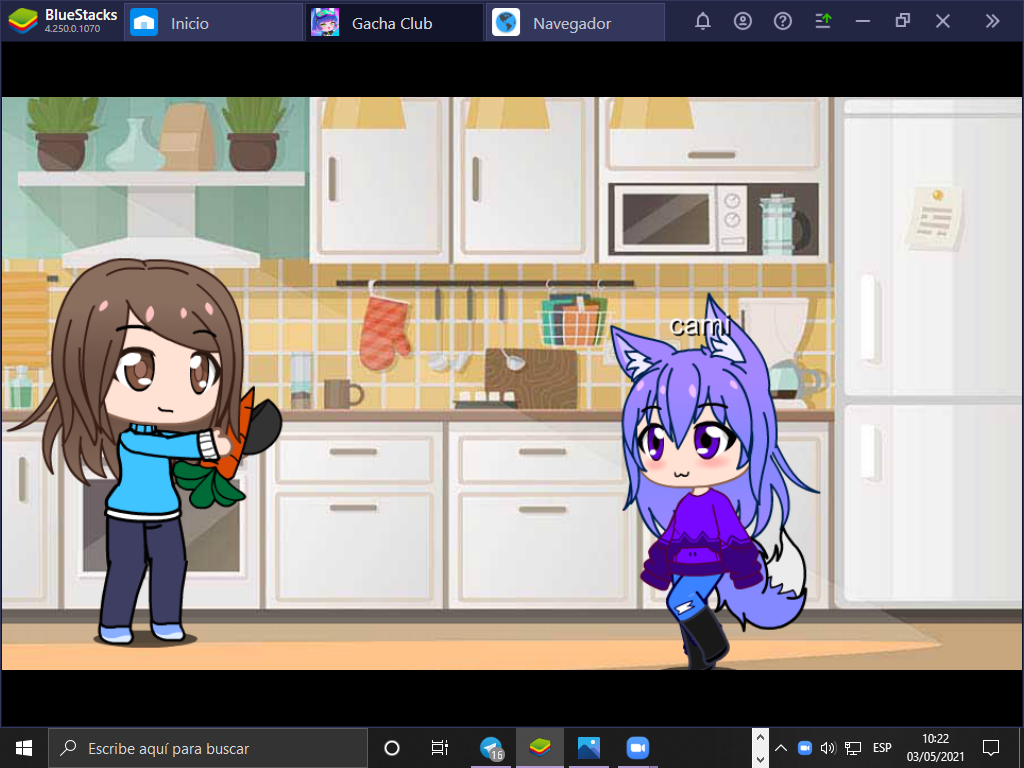 BlueStacks
4.250.0.1070
Inicio
Gacha Club
Navegador
cami
16
Escribe aquí para buscar
ESP
10:22
03/05/2021